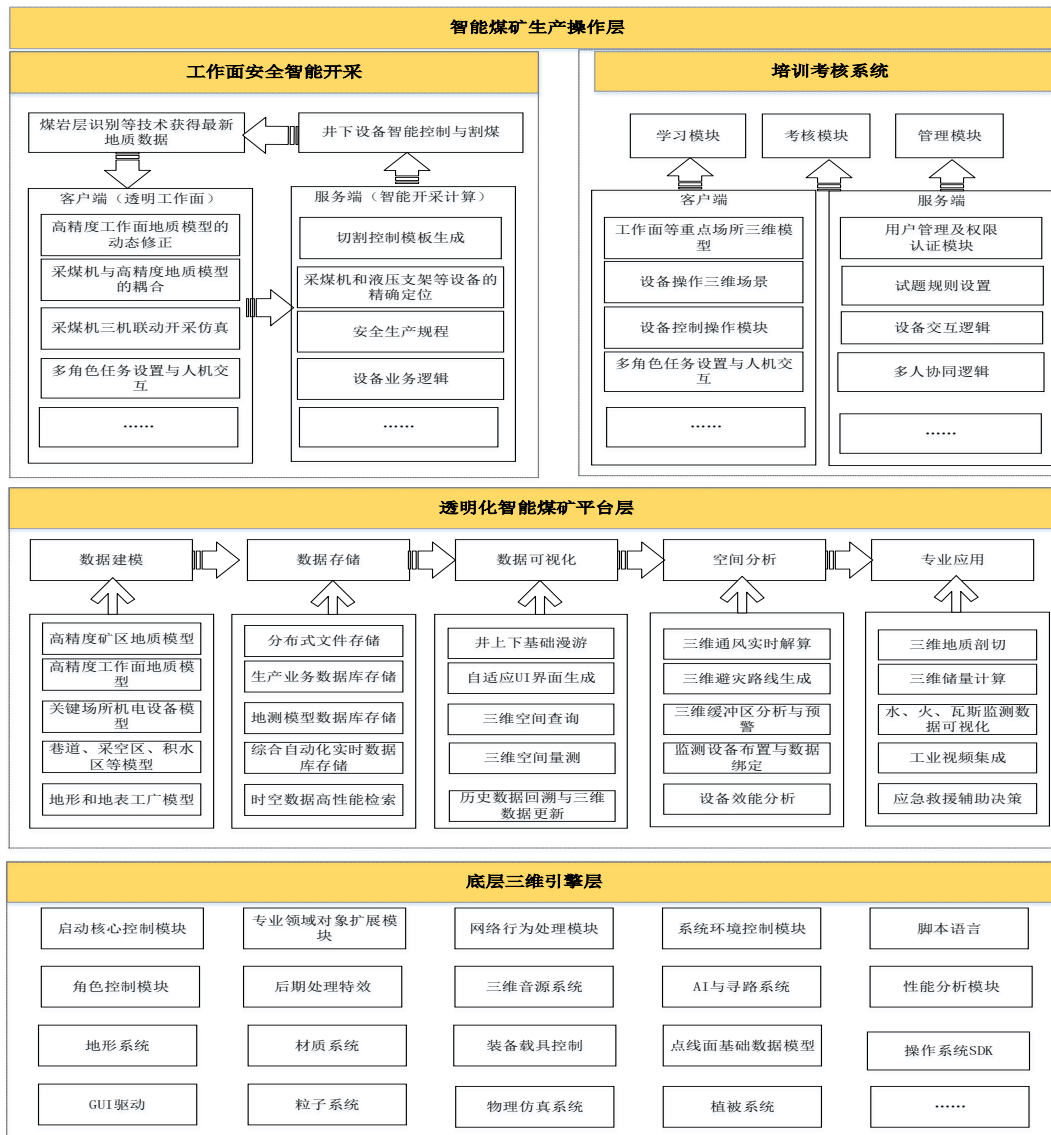 智能煤矿生产操作层
工作面安全智能开采
煤岩层识别等技术获得最新
地质数据
井下设备智能控制与割煤
客户端（透明工作面）
高精度工作面地质模型的
动态修正
采煤机与高精度地质模型
的耦合
采煤机三机联动开采仿真
多角色任务设置与人机交
互
……
服务端（智能开采计算）
切割控制模板生成
采煤机和液压支架等设备的
精确定位
安全生产规程
设备业务逻辑
……
培训考核系统
学习模块
考核模块
管理模块
客户端
工作面等重点场所三维模
型
设备操作三维场景
设备控制操作模块
多角色任务设置与人机交
互
……
服务端
用户管理及权限
认证模块
试题规则设置
设备交互逻辑
多人协同逻辑
……
透明化智能煤矿平台层
数据建模
数据存储
数据可视化
空间分析
专业应用
高精度矿区地质模型
高精度工作面地质模
型
关键场所机电设备模
型
巷道、采空区、积水
区等模型
地形和地表工广模型
分布式文件存储
生产业务数据库存储
地测模型数据库存储
综合自动化实时数据
库存储
时空数据高性能检索
井上下基础漫游
自适应UI界面生成
三维空间查询
三维空间量测
历史数据回溯与三维
数据更新
三维通风实时解算
三维避灾路线生成
三维缓冲区分析与预
警
监测设备布置与数据
绑定
设备效能分析
三维地质剖切
三维储量计算
水、火、瓦斯监测数
据可视化
工业视频集成
应急救援辅助决策
底层三维引擎层
启动核心控制模块
专业领域对象扩展模
块
网络行为处理模块
系统环境控制模块
脚本语言
角色控制模块
后期处理特效
三维音源系统
AI与寻路系统
性能分析模块
地形系统
材质系统
装备载具控制
点线面基础数据模型
操作系统SDK
GUI驱动
粒子系统
物理仿真系统
植被系统
……